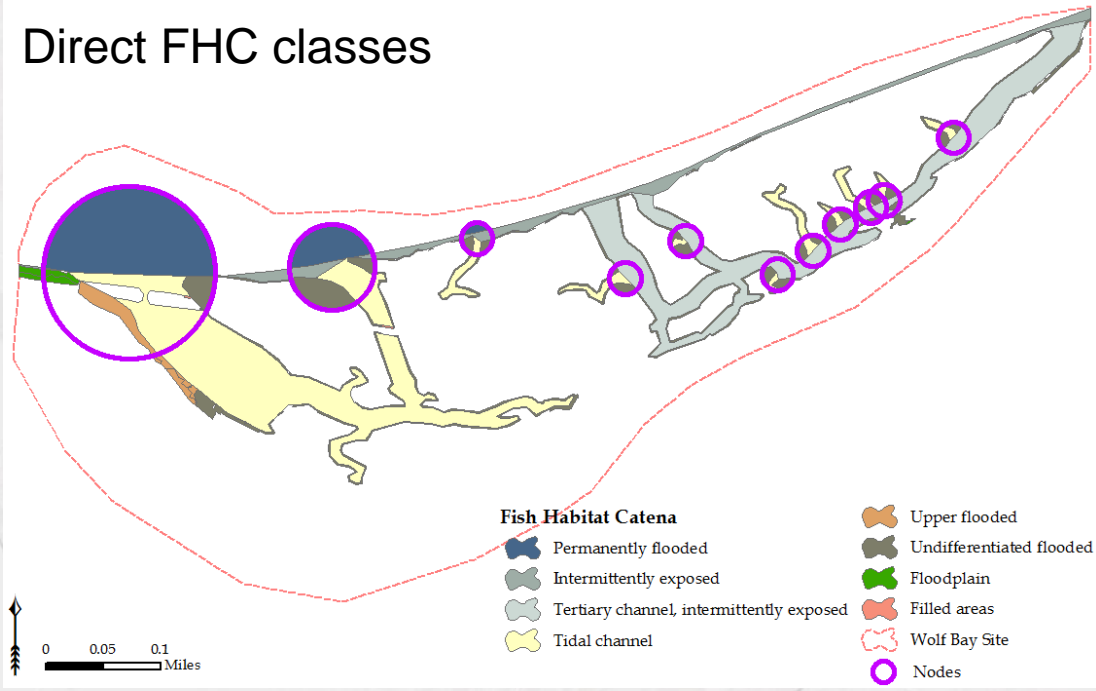 Direct FHC classes
Fish Habitat Catena
Permanently flooded
Intermittently exposed
Tertiary channel, intermittently exposed
Tidal channel
Upper flooded
Undifferentiated flooded
Floodplain
Filled areas
Wolf Bay Site
Nodes
0 0.05 0.1
Miles